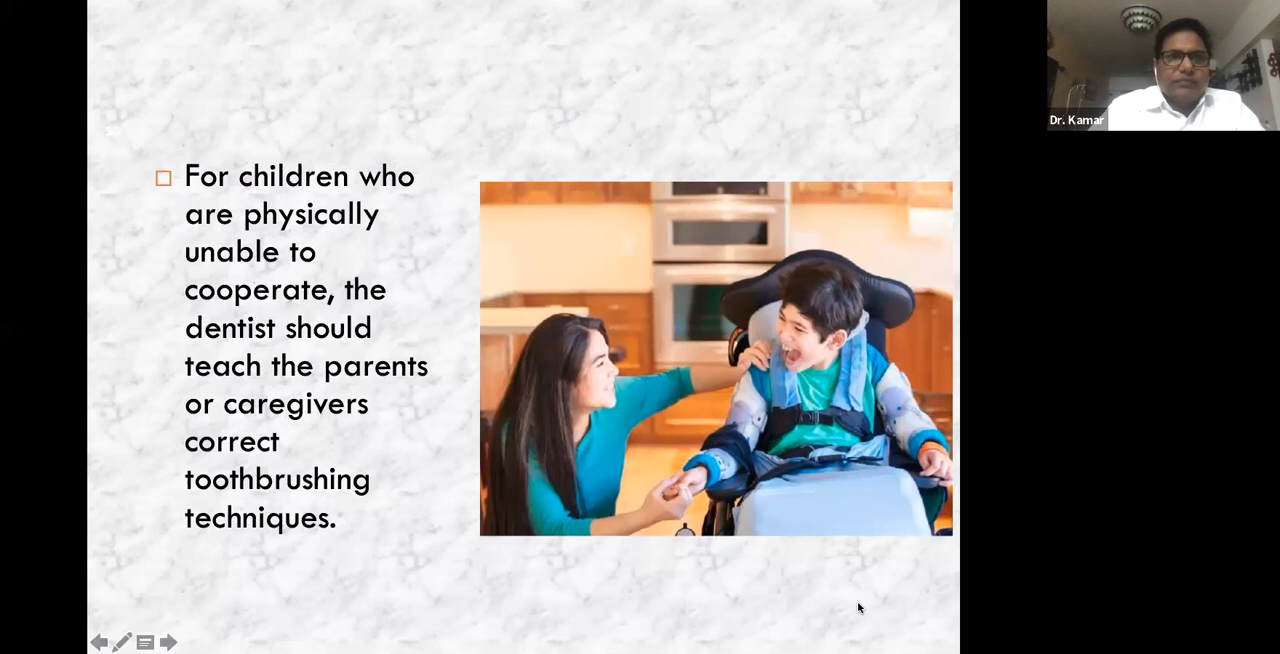 For children who
are physically
unable to
cooperate, the
dentist should
teach the parents
or caregivers
correct
toothbrushing
techniques.
Dr. Kamar